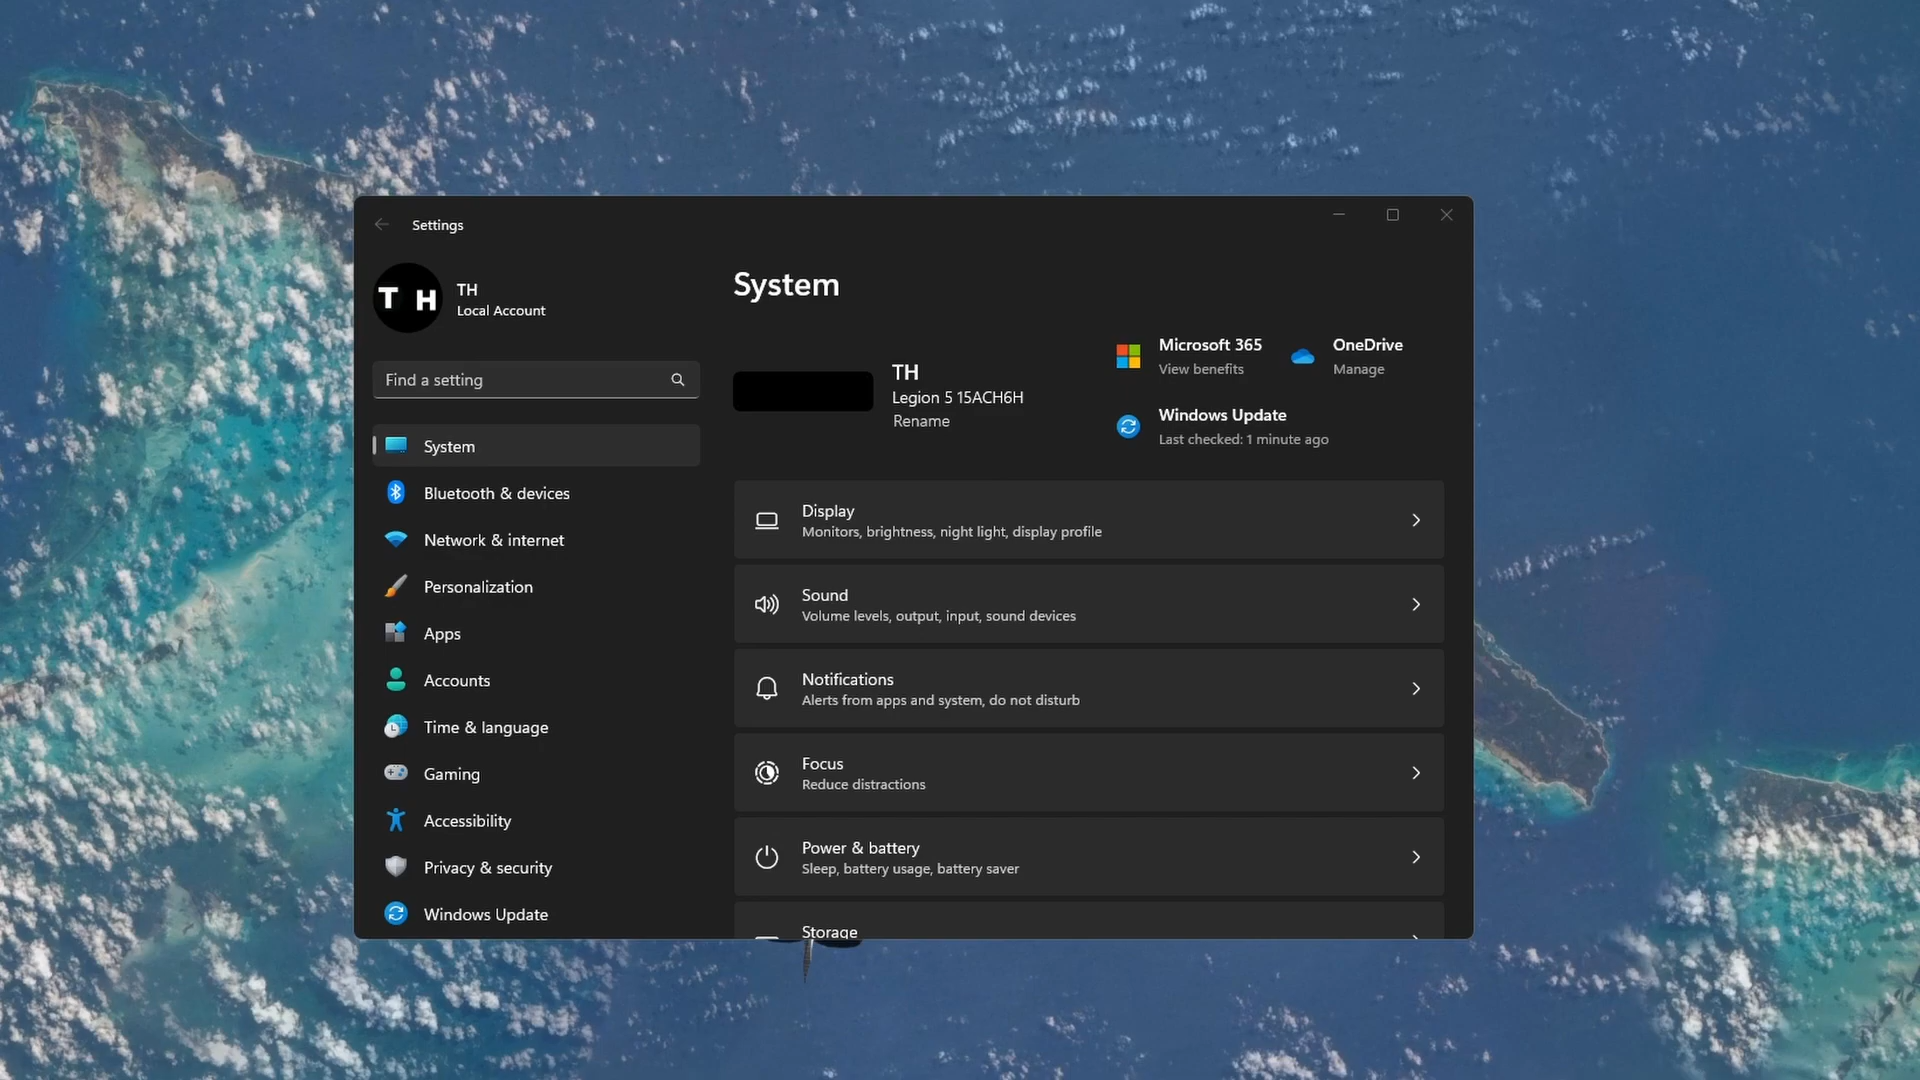 Settings
T H
TH
Local Account
Find a setting
System
Bluetooth & devices
Network & internet
Personalization
Apps
Accounts
Time & language
Gaming
Accessibility
Privacy & security
Windows Update
System
TH
Legion 5 15ACH6H
Rename
Microsoft 365
View benefits
OneDrive
Manage
Windows Update
Last checked: 1 minute ago
Display
Monitors, brightness, night light, display profile
Sound
Volume levels, output, input, sound devices
Notifications
Alerts from apps and system, do not disturb
Focus
Reduce distractions
Power & battery
Sleep, battery usage, battery saver
Storage